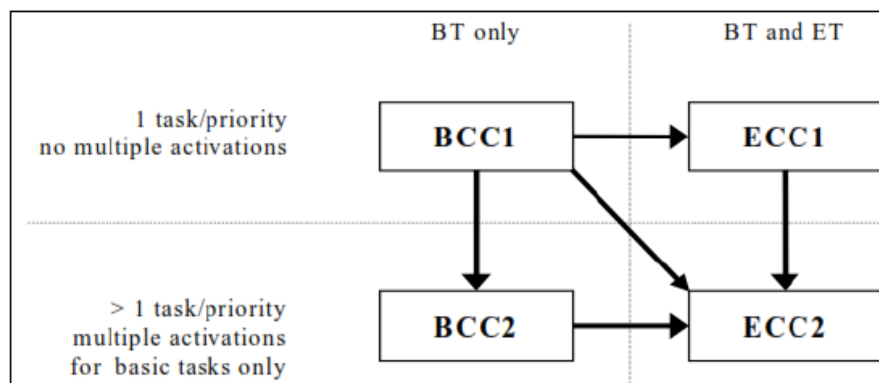 BT only
BT and ET
1 task/priority
no multiple activations
BCC1
ECC1
> 1 task/priority
multiple activations
for basic tasks only
BCC2
ECC2